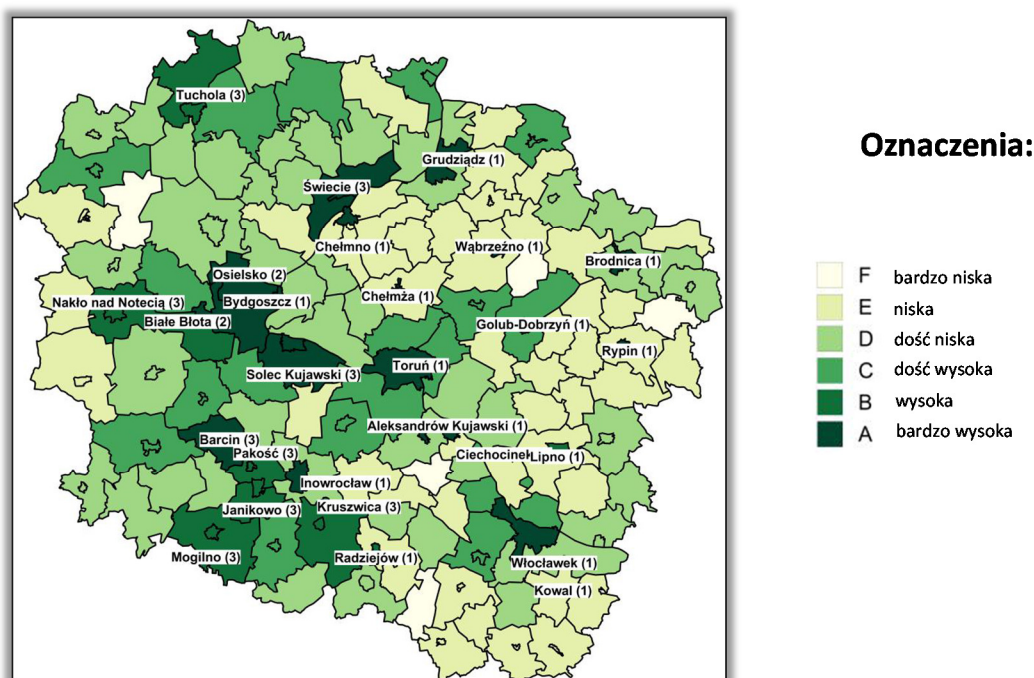 Tuchola (3)
Oznaczenia:
Grudziądz (1)
Świecie (3)
Chełmno (1)
Wąbrzeźno (1)
Brodnica (1)
Osielsko (2)
F bardzo niska
Nakło nad Notecią (3)
Bydgoszcz (1)
Chełmża (1)
E niska
Białe Błota (2)
Golub-Dobrzyń (1)
D dość niska
Rypin (1)
Solec Kujawski (3)
Toruń (1)
C dość wysoka
B wysoka
Aleksandrów Kujawski (1)
A bardzo wysoka
Barcin (3)
Pakość (3)
Ciechocinek
Lipno (1)
Inowrocław (1)
Janikowo (3)
Kruszwica (3)
Mogilno (3)
Radziejów (1)
Włocławek (1)
Kowal (1)